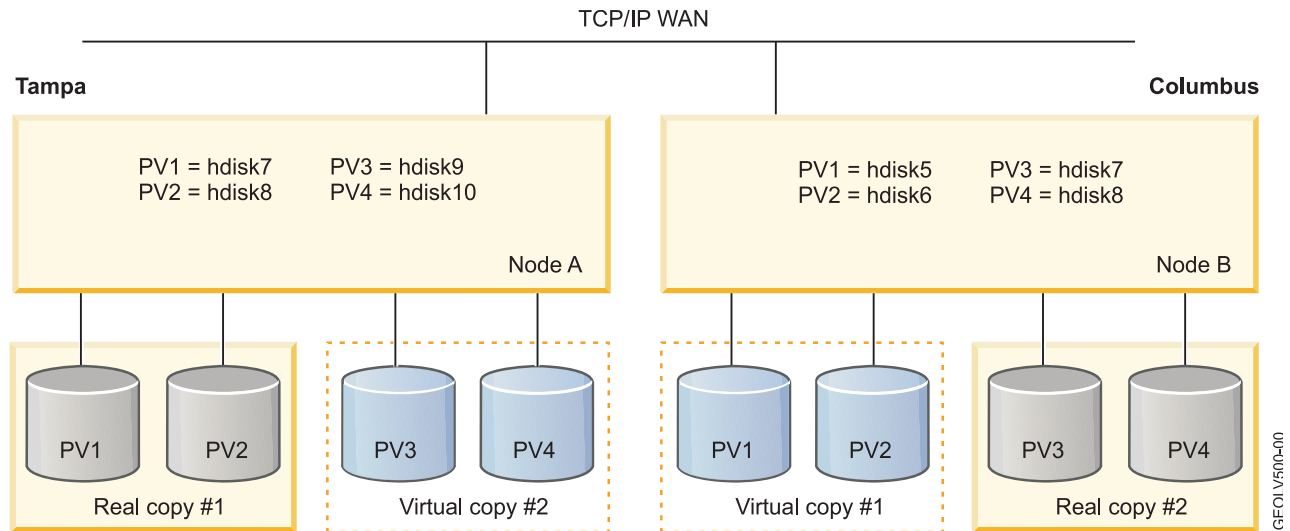 TCP/IP WAN
Tampa
Columbus
PV1 = hdisk7 PV3 = hdisk9
PV2 = hdisk8 PV4 = hdisk10
Node A
PV1 = hdisk5 PV3 = hdisk7
PV2 = hdisk6 PV4 = hdisk8
Node B
PV1
PV2
PV3
PV4
PV1
PV2
PV3
PV4
Real copy #1
Virtual copy #2
Virtual copy #1
Real copy #2
GEOLV500-00